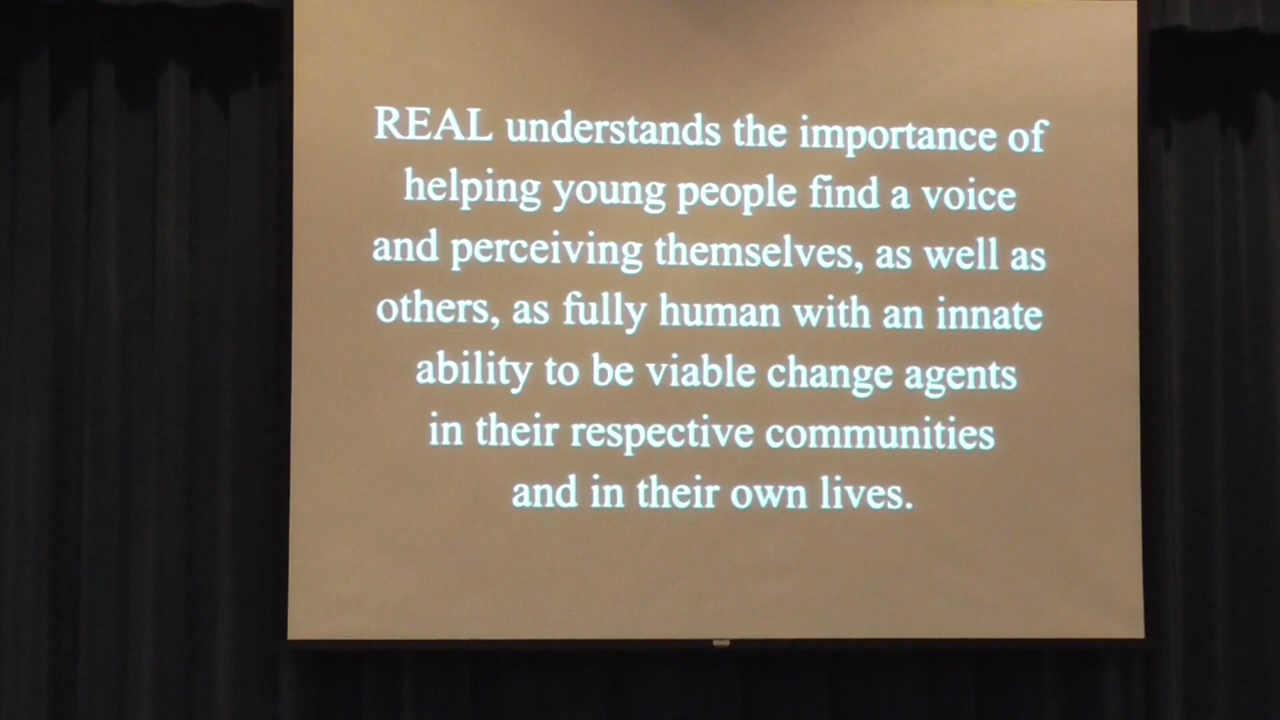 REAL understands the importance of
helping young people find a voice
and perceiving themselves, as well as
others, as fully human with an innate
ability to be viable change agents
in their respective communities
and in their own lives.